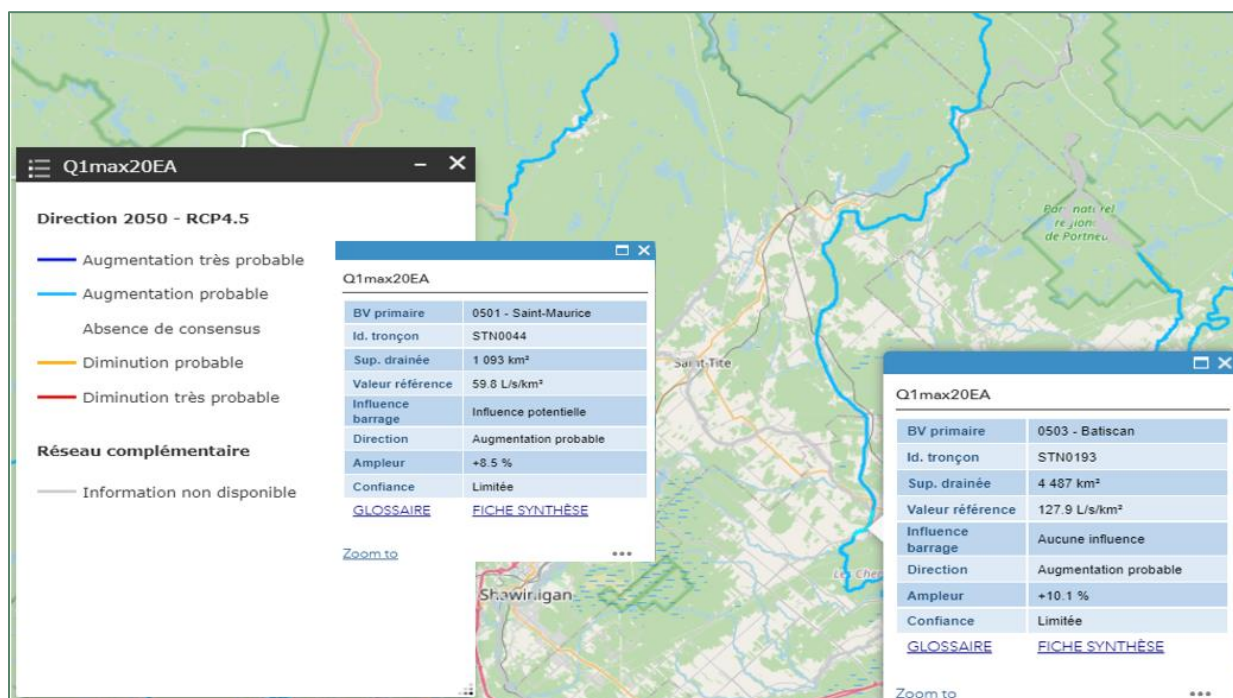 Q1max20EA
Direction 2050 - RCP4.5
Augmentation très probable
Augmentation probable
Absence de consensus
Diminution probable
Diminution très probable
Réseau complémentaire
Information non disponible
Q1max20EA
BV primaire 0501 - Saint-Maurice
Id. tronçon STN0044
Sup. drainée 1 093 km²
Valeur référence 59.8 L/s/km²
Influence
barrage Influence potentielle
Direction Augmentation probable
Ampleur +8.5 %
Confiance Limitée
GLOSSAIRE FICHE SYNTHÈSE
Zoom to
Parc naturel
région
de Portneu
Saint-Tite
Shawinigan
Les Che
Q1max20EA
BV primaire 0503 - Batiscan
Id. tronçon STN0193
Sup. drainée 4 487 km²
Valeur référence 127.9 L/s/km²
Influence
barrage Aucune influence
Direction Augmentation probable
Ampleur +10.1 %
Confiance Limitée
GLOSSAIRE FICHE SYNTHÈSE
Zoom to